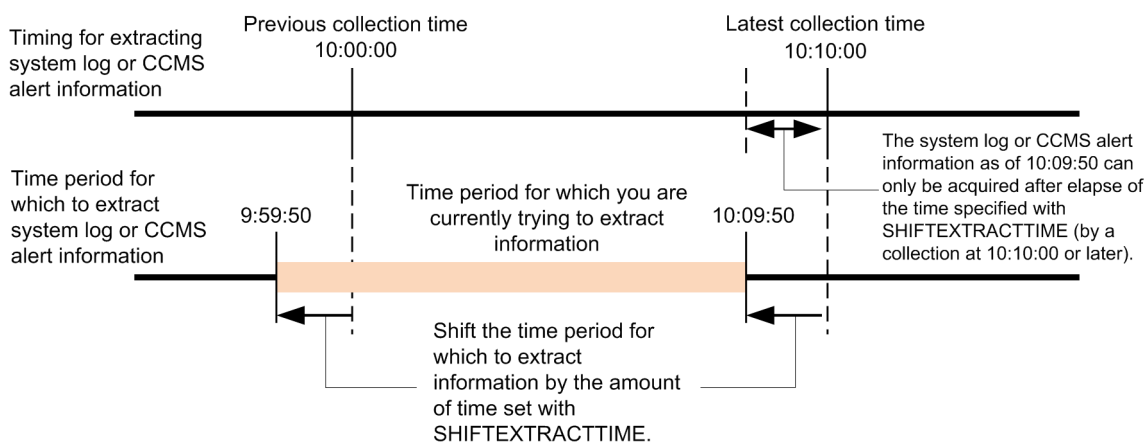 Timing for extracting
system log or CCMS
alert information
Previous collection time
10:00:00
Latest collection time
10:10:00
The system log or CCMS alert
information as of 10:09:50 can
only be acquired after elapse of
the time specified with
SHIFTEXTRACTTIME (by a
collection at 10:10:00 or later).
Time period for
which to extract
system log or CCMS
alert information
9:59:50
Time period for which you are
currently trying to extract
information
10:09:50
Shift the time period for
which to extract
information by the amount
of time set with
SHIFTEXTRACTTIME.